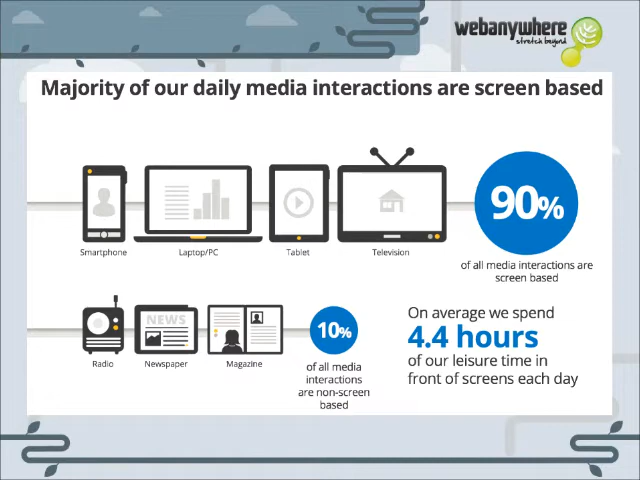 webanywhere
stretch beyond
Majority of our daily media interactions are screen based
Smartphone
Laptop/PC
Tablet
Television
90%
of all media interactions are
screen based
NEWS
Radio
Newspaper
Magazine
10%
of all media
interactions
are non-screen
based
On average we spend
4.4 hours
of our leisure time in
front of screens each day